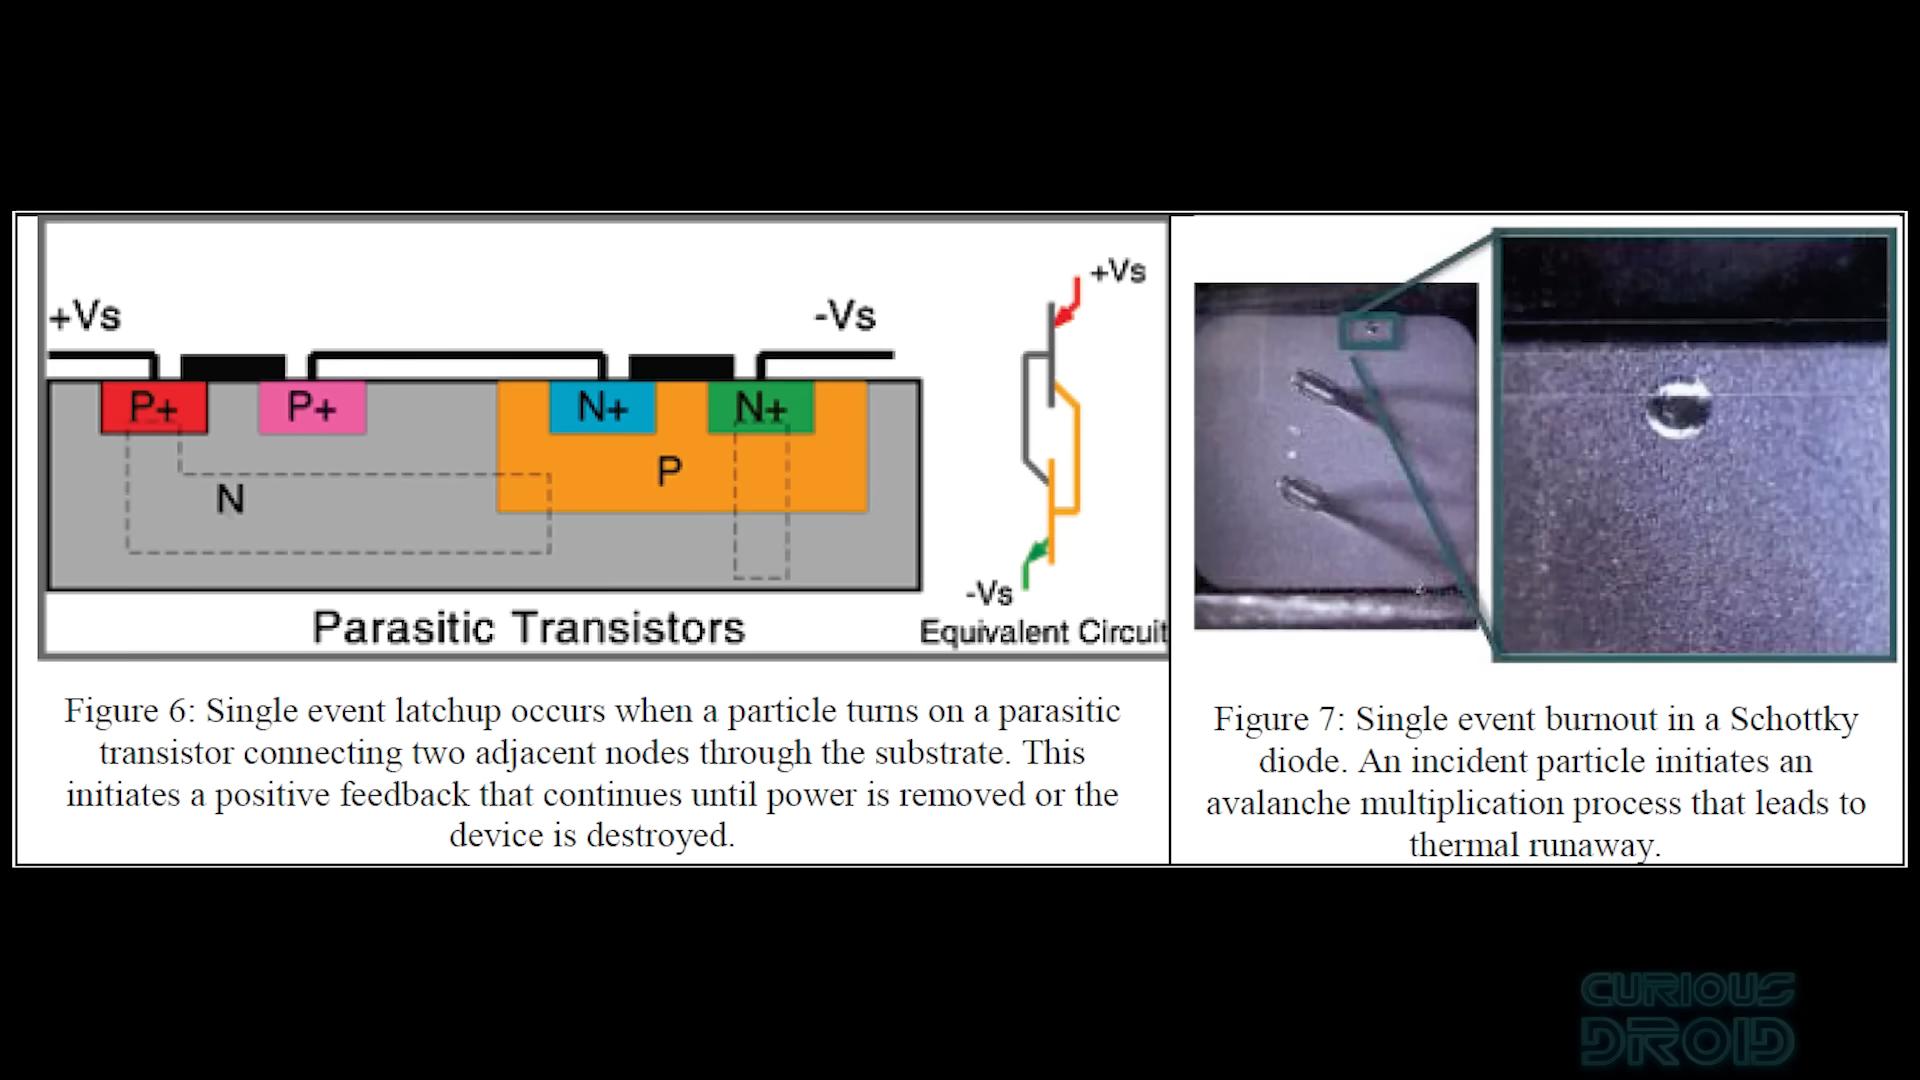 +Vs
-Vs
P+
P+
N+
N+
P
N
Parasitic Transistors
+Vs
-Vs
Equivalent Circuit
Figure 6: Single event latchup occurs when a particle turns on a parasitic
transistor connecting two adjacent nodes through the substrate. This
initiates a positive feedback that continues until power is removed or the
device is destroyed.
Figure 7: Single event burnout in a Schottky
diode. An incident particle initiates an
avalanche multiplication process that leads to
thermal runaway.
CURIOUS
DROID